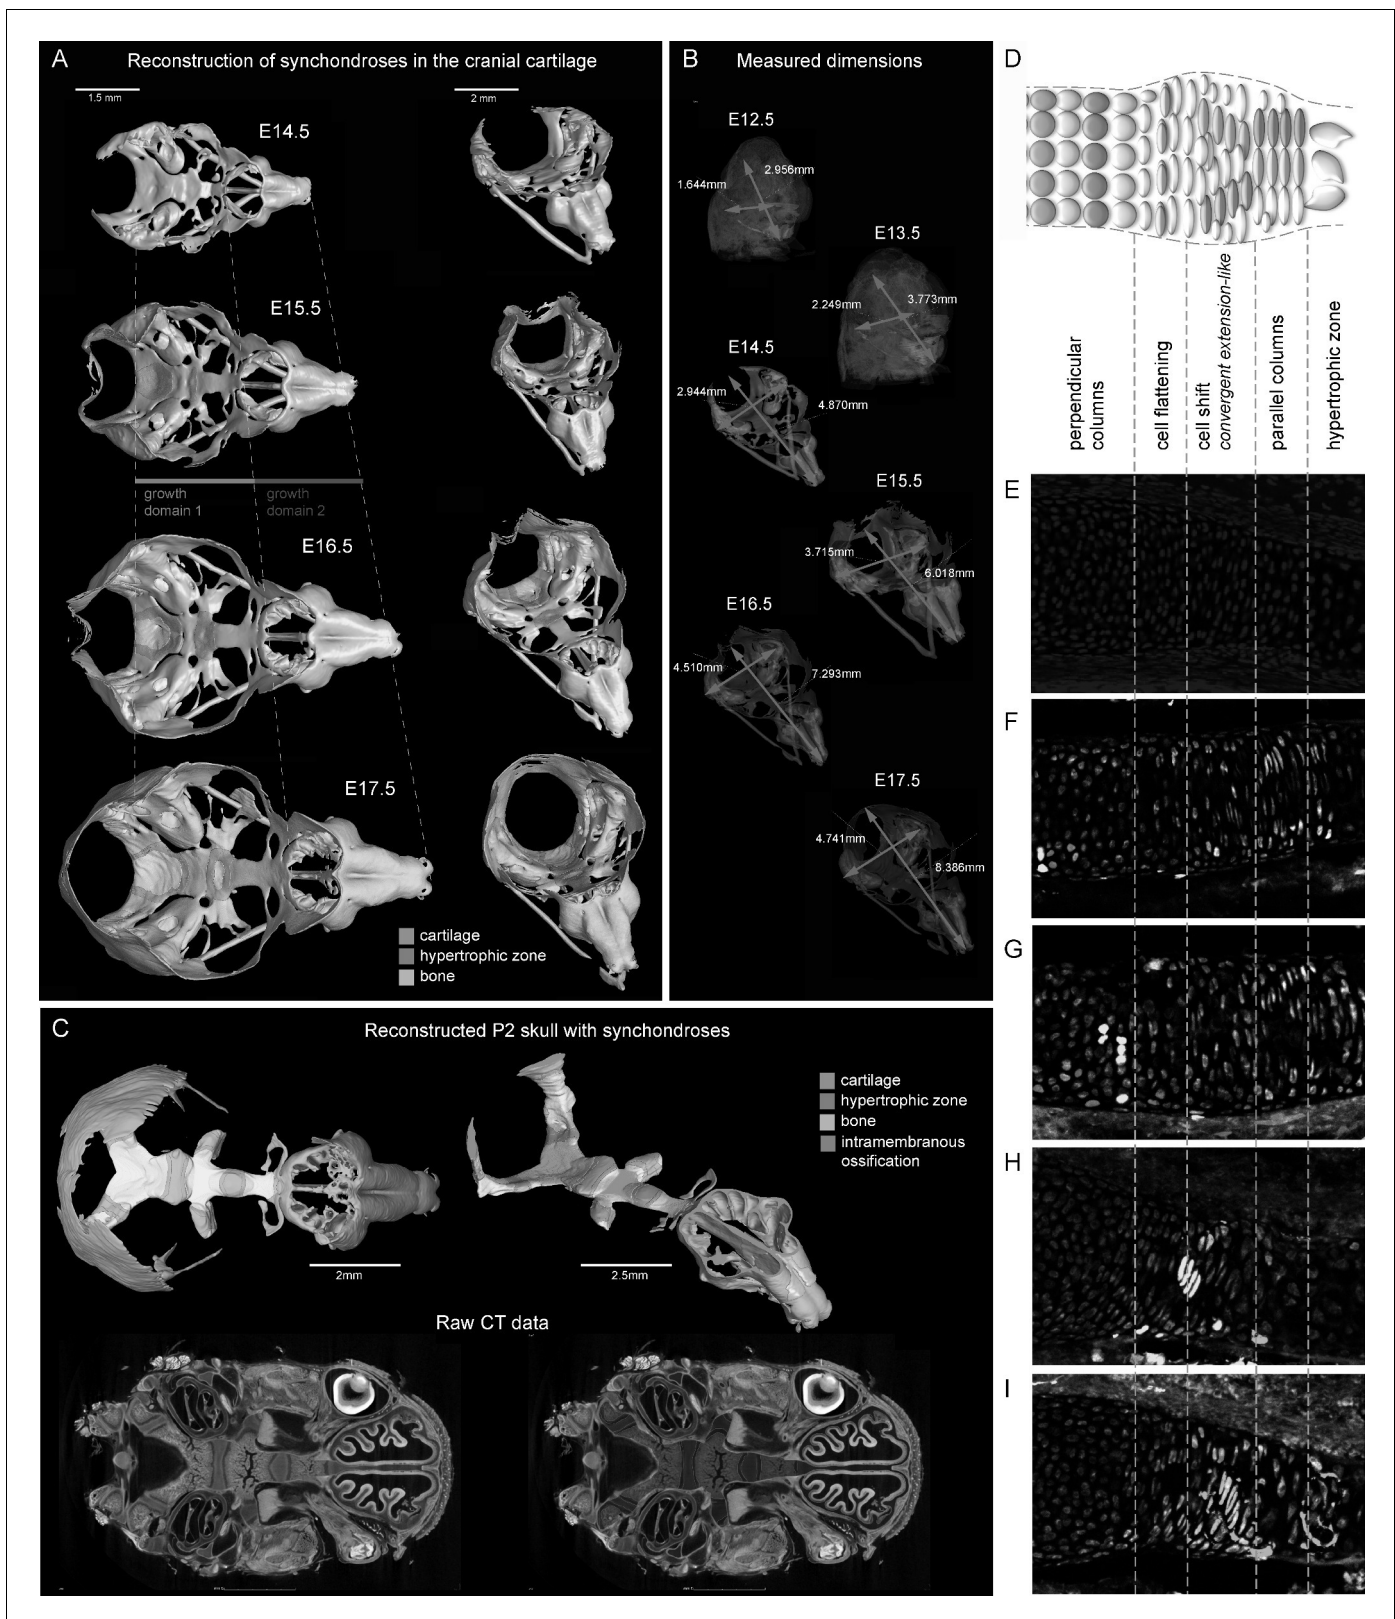 A
Reconstruction of synchondroses in the cranial cartilage
1.5 mm
2 mm
E14.5
E15.5
growth
domain 1
growth
domain 2
E16.5
E17.5
cartilage
hypertrophic zone
bone
B
Measured dimensions
E12.5
2.956mm
1.644mm
E13.5
2.249mm
3.773mm
E14.5
2.944mm
4.870mm
E15.5
3.715mm
6.018mm
E16.5
4.510mm
7.293mm
E17.5
4.741mm
8.386mm
C
Reconstructed P2 skull with synchondroses
cartilage
hypertrophic zone
bone
intramembranous
ossification
2mm
2.5mm
Raw CT data
D
perpendicular
columns
cell flattening
cell shift
convergent extension-like
parallel columns
hypertrophic zone
E
F
G
H
I